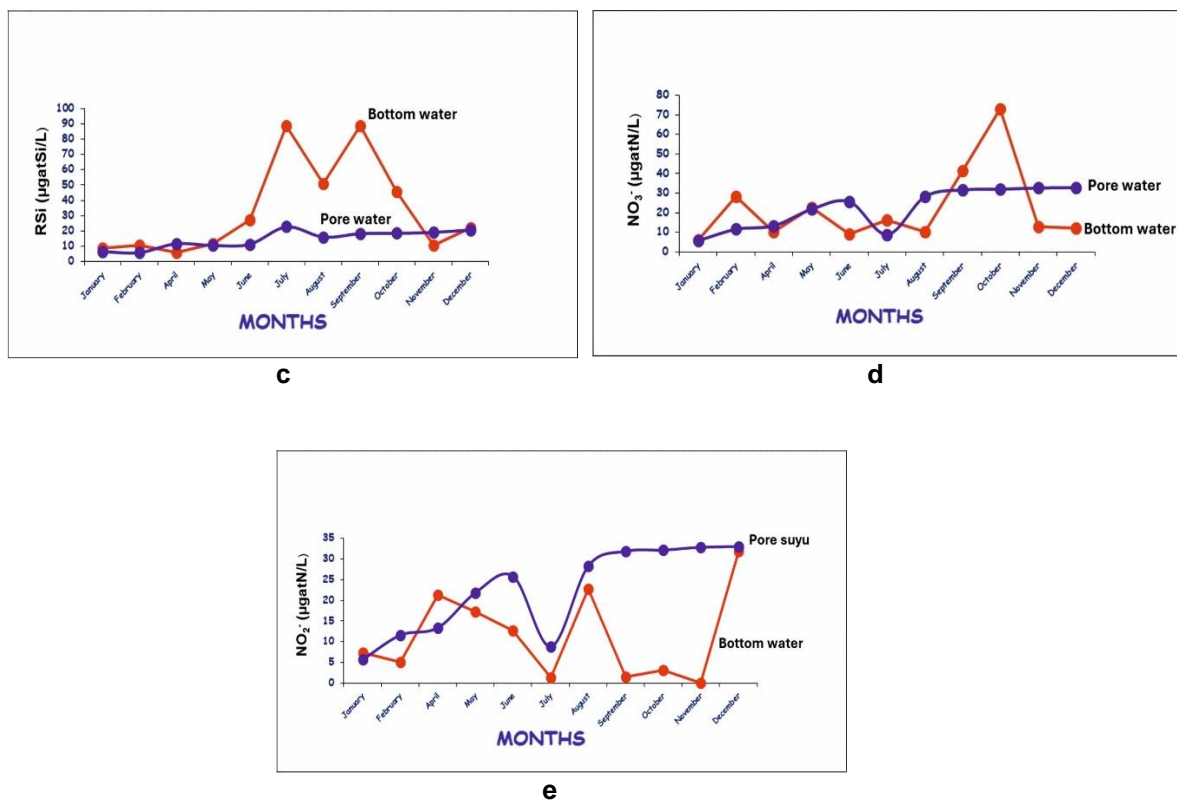 100
90
80
70
60
50
40
30
20
10
0
RSi (µgatSi/L)
Bottom water
Pore water
January
February
April
May
June
July
August
September
October
November
December
MONTHS
c
80
70
60
50
40
30
20
10
0
NO3- (µgatN/L)
Pore water
Bottom water
January
February
April
May
June
July
August
September
October
November
December
MONTHS
d
35
30
25
20
15
10
5
0
NO2- (µgatN/L)
Pore suyu
Bottom water
January
February
April
May
June
July
August
September
October
November
December
MONTHS
e